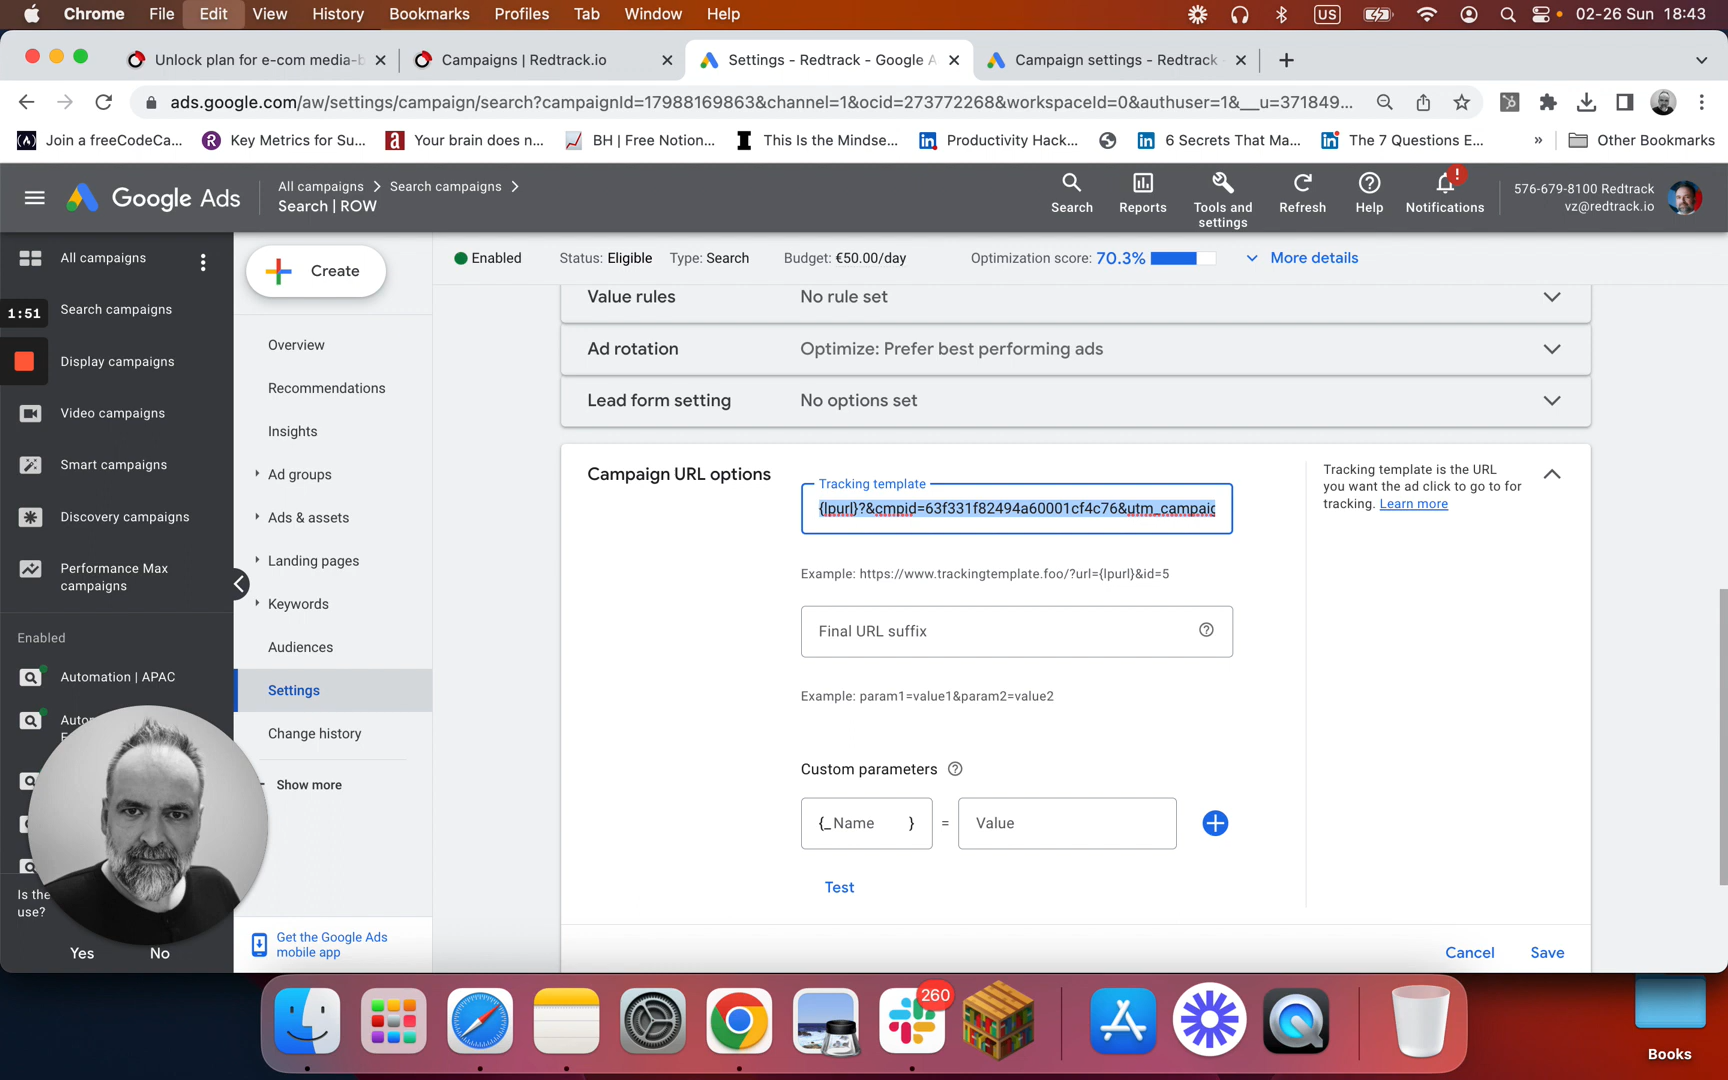 Chrome File Edit View History Bookmarks Profiles Tab Window Help US 02-26 Sun 18:43
Unlock plan for e-com media-b Campaigns | Redtrack.io Settings - Redtrack - Google A Campaign settings - Redtrack
ads.google.com/aw/settings/campaign/search?campaignId=17988169863&channel=1&ocid=273772268&workspaceId=0&authuser=1&__u=371849...
Join a freeCodeCa... Key Metrics for Su... Your brain does n... BH | Free Notion... This Is the Mindse... Productivity Hack... 6 Secrets That Ma... The 7 Questions E... » Other Bookmarks
Google Ads
All campaigns > Search campaigns >
Search | ROW
Search
Reports
Tools and
settings
Refresh
Help
!
Notifications
576-679-8100 Redtrack
vz@redtrack.io
All campaigns
Search campaigns
1:51
Display campaigns
Video campaigns
Smart campaigns
Discovery campaigns
Performance Max
campaigns
Enabled
Automation | APAC
Auto
E
Is the
use?
Yes No
Create
Overview
Recommendations
Insights
Ad groups
Ads & assets
Landing pages
Keywords
Audiences
Settings
Change history
Show more
Get the Google Ads
mobile app
Enabled Status: Eligible Type: Search Budget: €50.00/day Optimization score: 70.3% More details
Value rules No rule set
Ad rotation Optimize: Prefer best performing ads
Lead form setting No options set
Campaign URL options
Tracking template
{lpurl}?&cmpid=63f331f82494a60001cf4c76&utm_campaig
Example: https://www.trackingtemplate.foo/?url={lpurl}&id=5
Final URL suffix
Example: param1=value1&param2=value2
Custom parameters
{_ Name } = Value
Test
Tracking template is the URL
you want the ad click to go to for
tracking. Learn more
Cancel Save
260
Books